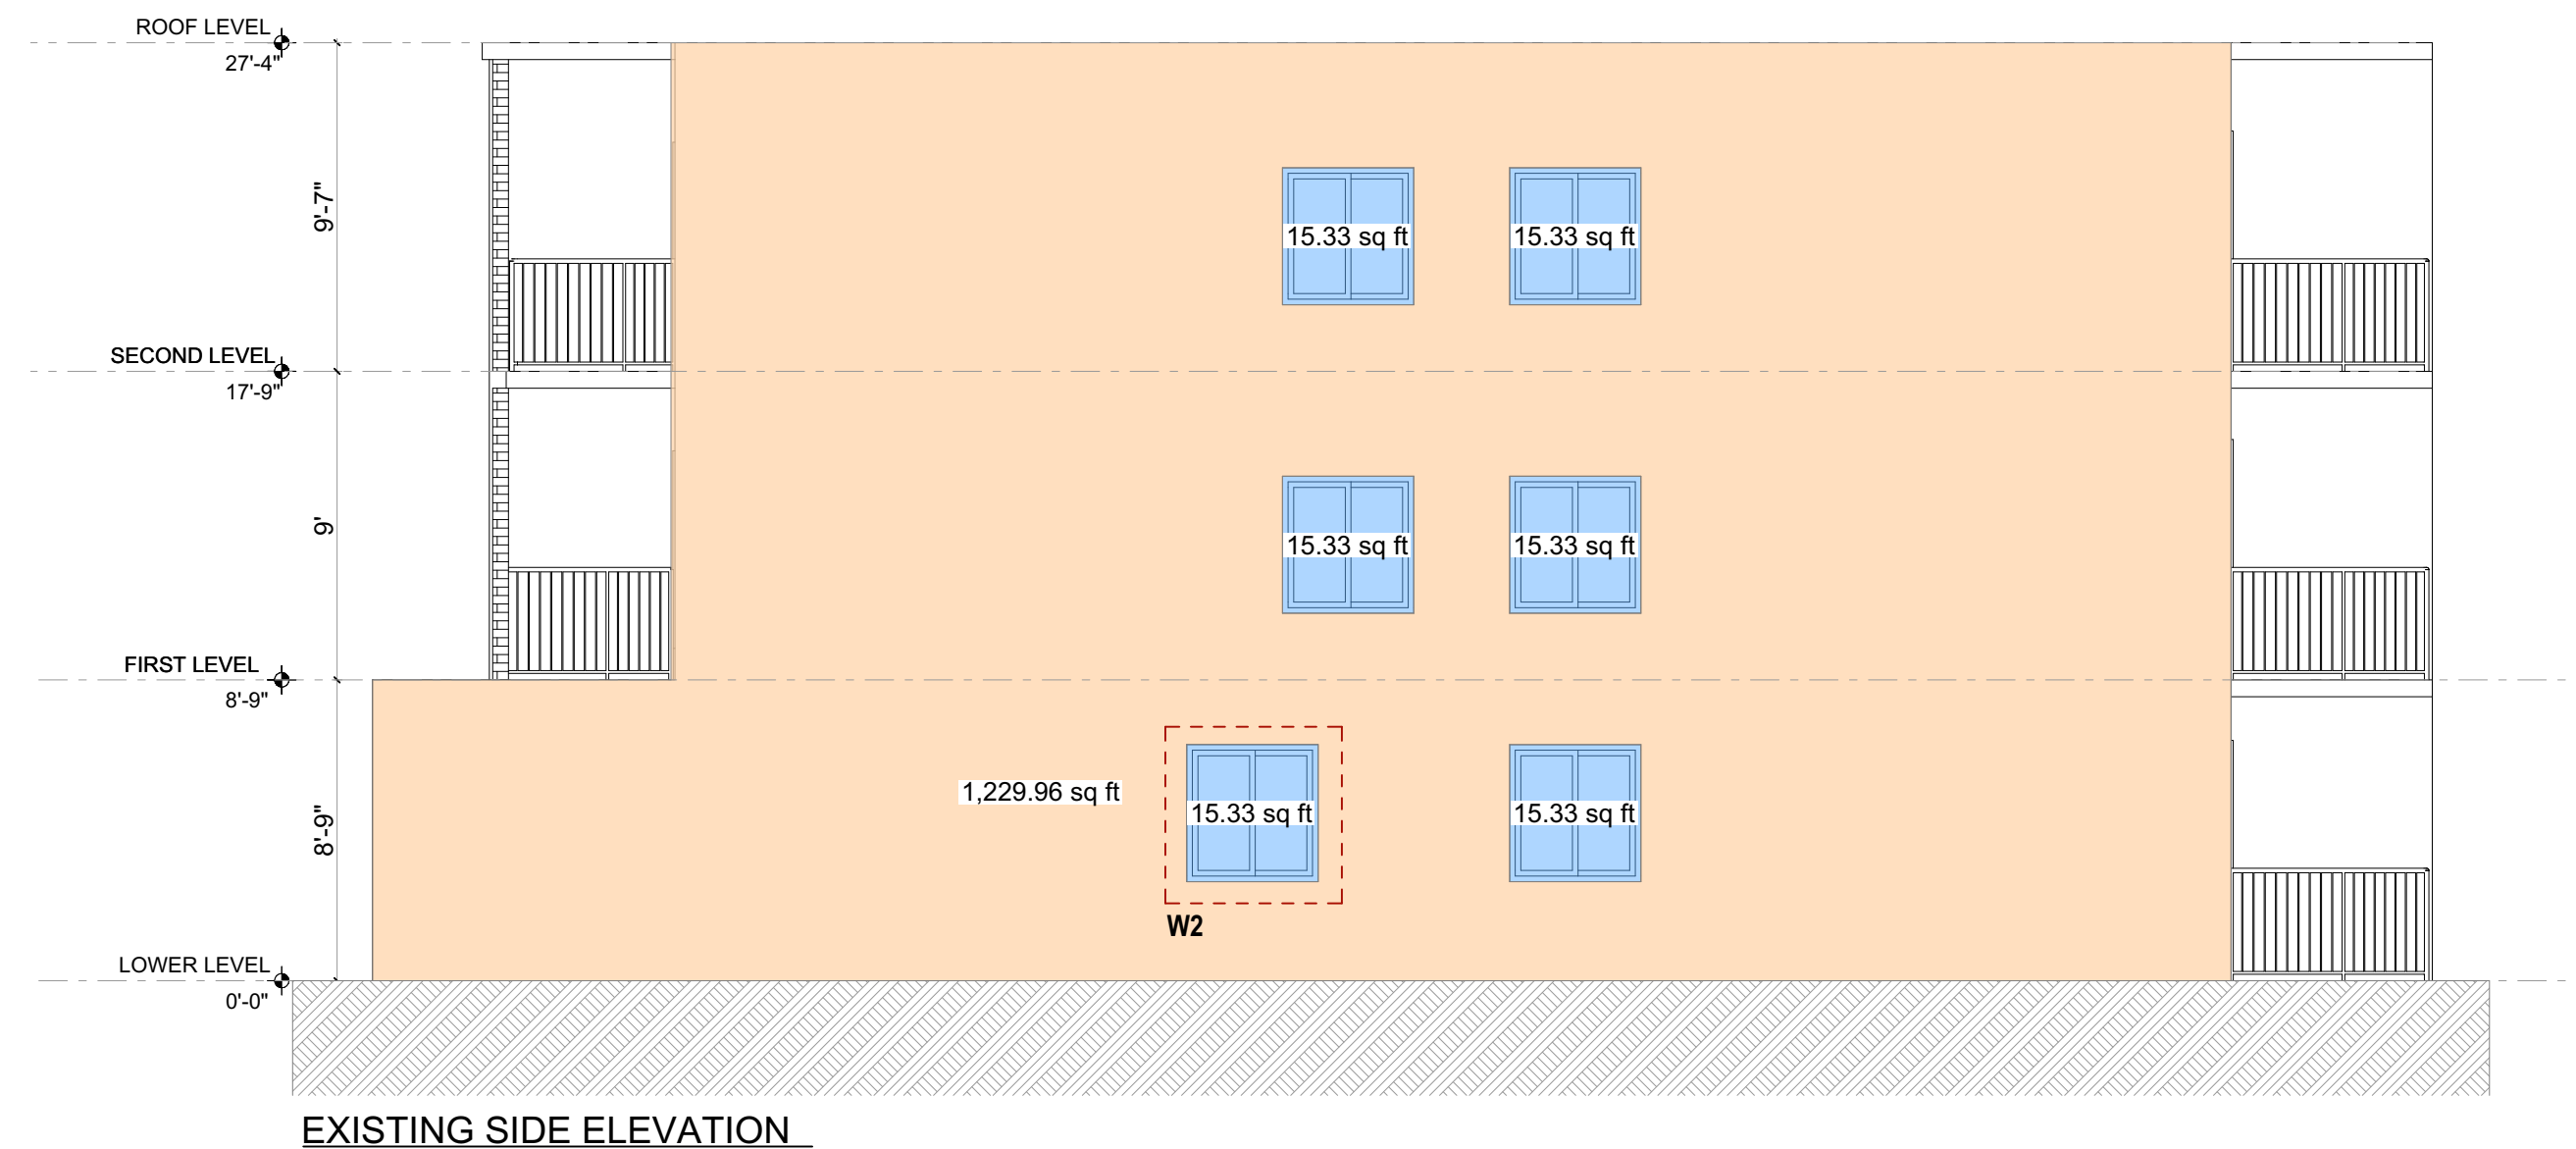 ROOF LEVEL
27'-4"
9'-7"
15.33 sq ft
15.33 sq ft
SECOND LEVEL
17'-9"
9'
15.33 sq ft
15.33 sq ft
FIRST LEVEL
8'-9"
8'-9"
1,229.96 sq ft
15.33 sq ft
15.33 sq ft
W2
LOWER LEVEL
0'-0"
EXISTING SIDE ELEVATION